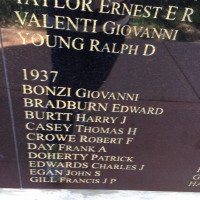 TAYLOR ERNEST E R
VALENTI GIOVANNI
YOUNG RALPH D
1937
BONZI GIOVANNI
BRADBURN EDWARD
BURTT HARRY J
CASEY THOMAS H
CROWE ROBERT F
DAY FRANK A
DOHERTY PATRICK
EDWARDS CHARLES J
EGAN JOHN S
GILL FRANCIS J P